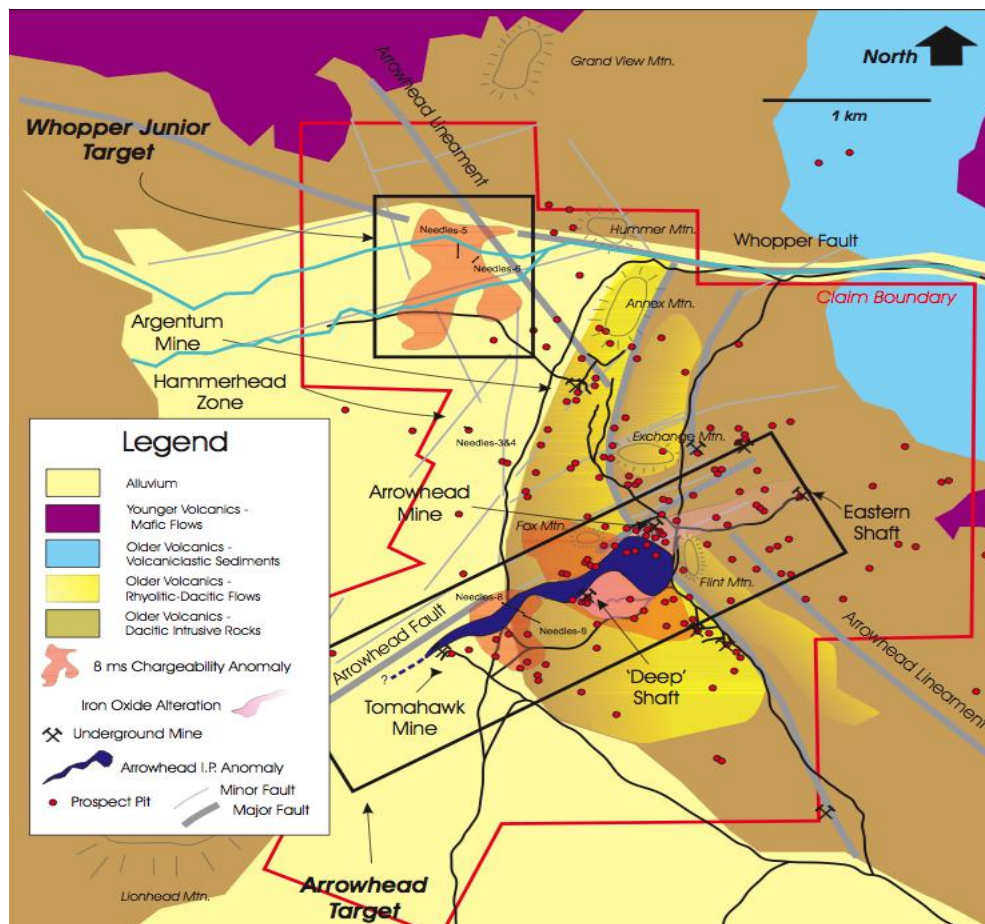 North
Grand View Mtn.
1 km
Arrowhead Lineament
Whopper Junior
Target
Needles-5
Needles-6
Hummer Mtn.
Whopper Fault
Claim Boundary
Annex Mtn.
Argentum
Mine
Hammerhead
Zone
Needles-3&4
Exchange Mtn.
Arrowhead
Mine
Fox Mtn.
Eastern
Shaft
Flint Mtn.
Needles-8
Needles-9
Arrowhead Fault
?
'Deep'
Shaft
Tomahawk
Mine
Arrowhead Lineament
Legend
Alluvium
Younger Volcanics -
Mafic Flows
Older Volcanics -
Volcaniclastic Sediments
Older Volcanics -
Rhyolitic-Dacitic Flows
Older Volcanics -
Dacitic Intrusive Rocks
8 ms Chargeability Anomaly
Iron Oxide Alteration
Underground Mine
Arrowhead I.P. Anomaly
Prospect Pit
Minor Fault
Major Fault
Lionhead Mtn.
Arrowhead
Target